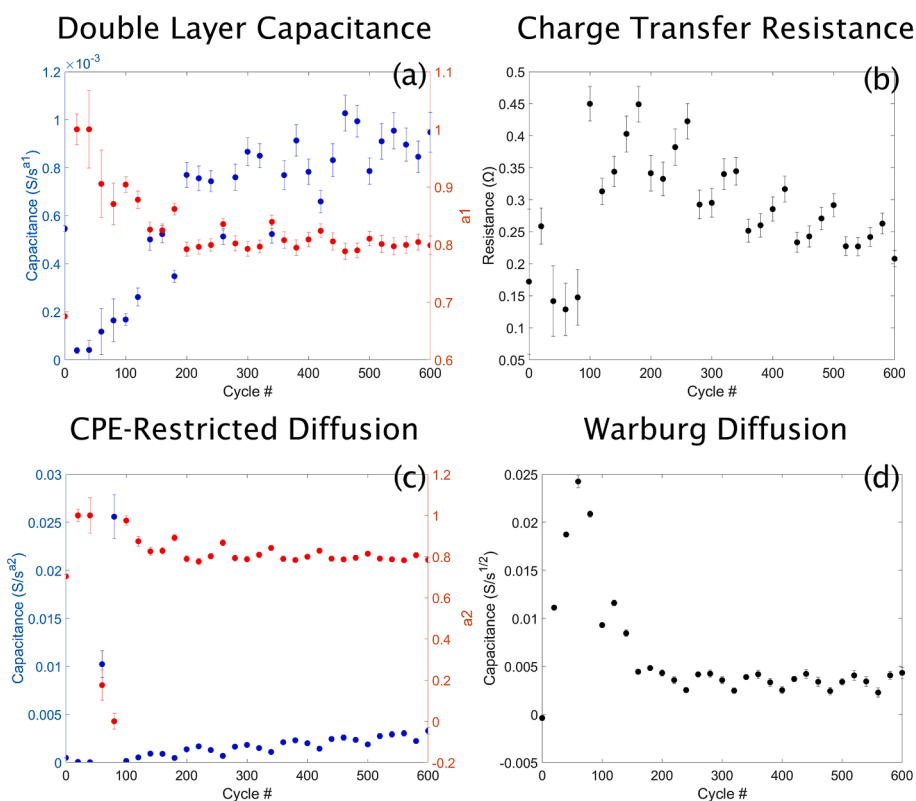 Double Layer Capacitance
Charge Transfer Resistance
×10⁻³
(a)
1.2
1
0.8
0.6
0.4
0.2
0
Capacitance (S/sᵃ¹)
1.1
1
0.9
0.8
0.7
0.6
a1
0 100 200 300 400 500 600
Cycle #
(b)
0.5
0.45
0.4
0.35
0.3
0.25
0.2
0.15
0.1
0.05
Resistance (Ω)
0 100 200 300 400 500 600
Cycle #
CPE-Restricted Diffusion
Warburg Diffusion
(c)
0.03
0.025
0.02
0.015
0.01
0.005
0
Capacitance (S/sᵃ²)
1.2
1
0.8
0.6
0.4
0.2
0
-0.2
a2
0 100 200 300 400 500 600
Cycle #
(d)
0.025
0.02
0.015
0.01
0.005
0
-0.005
Capacitance (S/s¹ᐟ²)
0 100 200 300 400 500 600
Cycle #